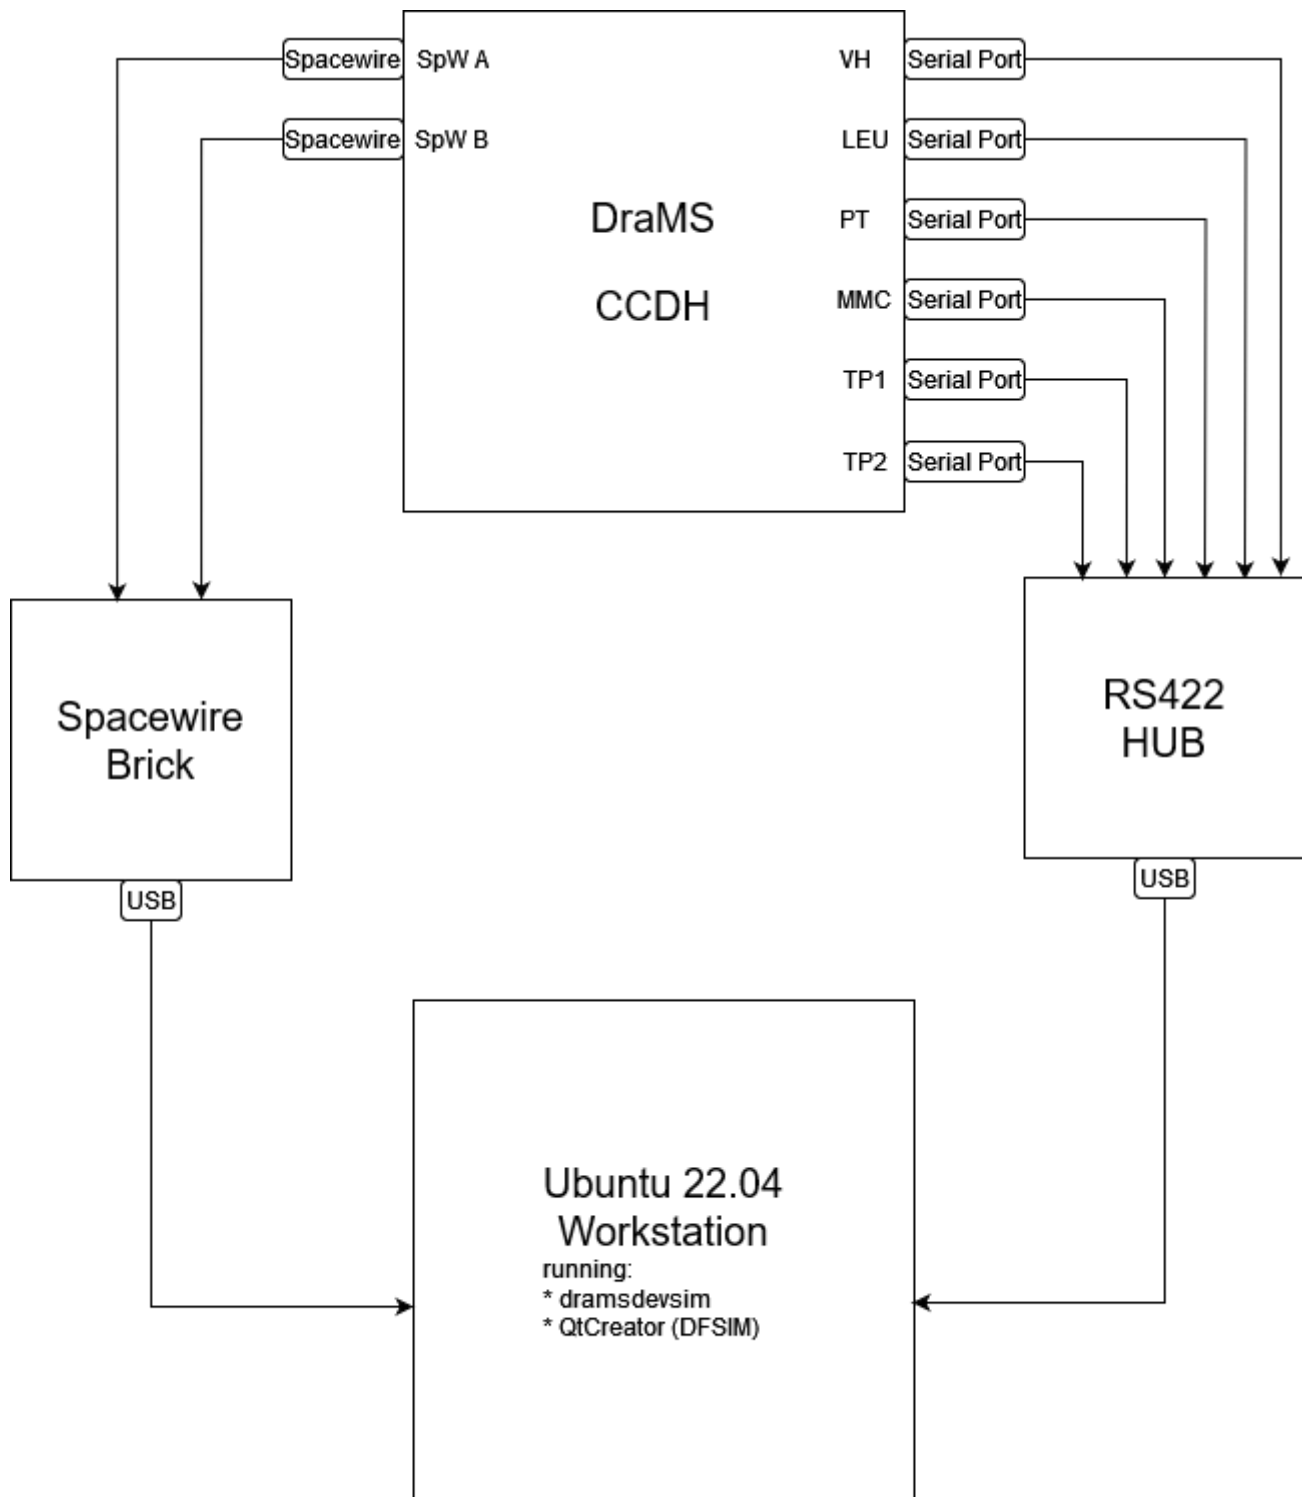 Spacewire
SpW A
VH
Serial Port
Spacewire
SpW B
LEU
Serial Port
DraMS
CCDH
PT
Serial Port
MMC
Serial Port
TP1
Serial Port
TP2
Serial Port
Spacewire
Brick
RS422
HUB
USB
USB
Ubuntu 22.04
Workstation
running:
* dramsdevsim
* QtCreator (DFSIM)